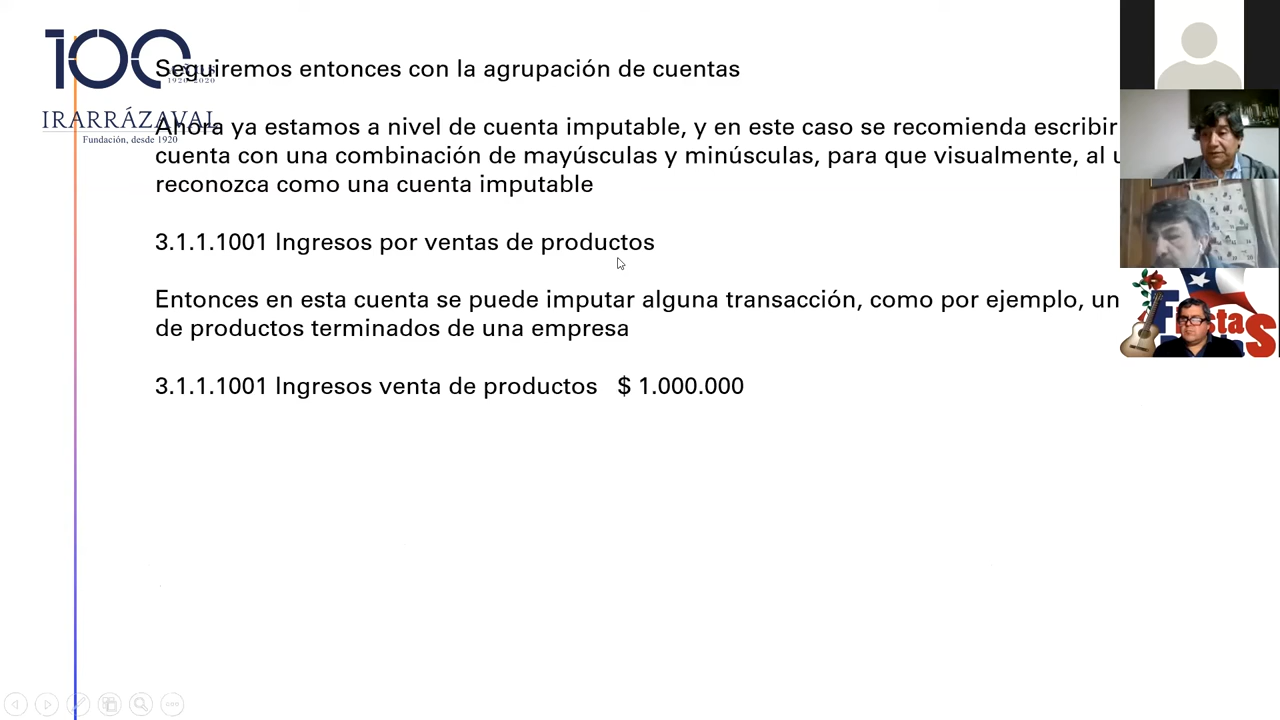 100
AÑOS
1920-2020
IRARRÁZAVAL
Fundación, desde 1920
Seguiremos entonces con la agrupación de cuentas
Ahora ya estamos a nivel de cuenta imputable, y en este caso se recomienda escribir
cuenta con una combinación de mayúsculas y minúsculas, para que visualmente, al u
reconozca como una cuenta imputable
3.1.1.1001 Ingresos por ventas de productos
Entonces en esta cuenta se puede imputar alguna transacción, como por ejemplo, un
de productos terminados de una empresa
3.1.1.1001 Ingresos venta de productos $ 1.000.000